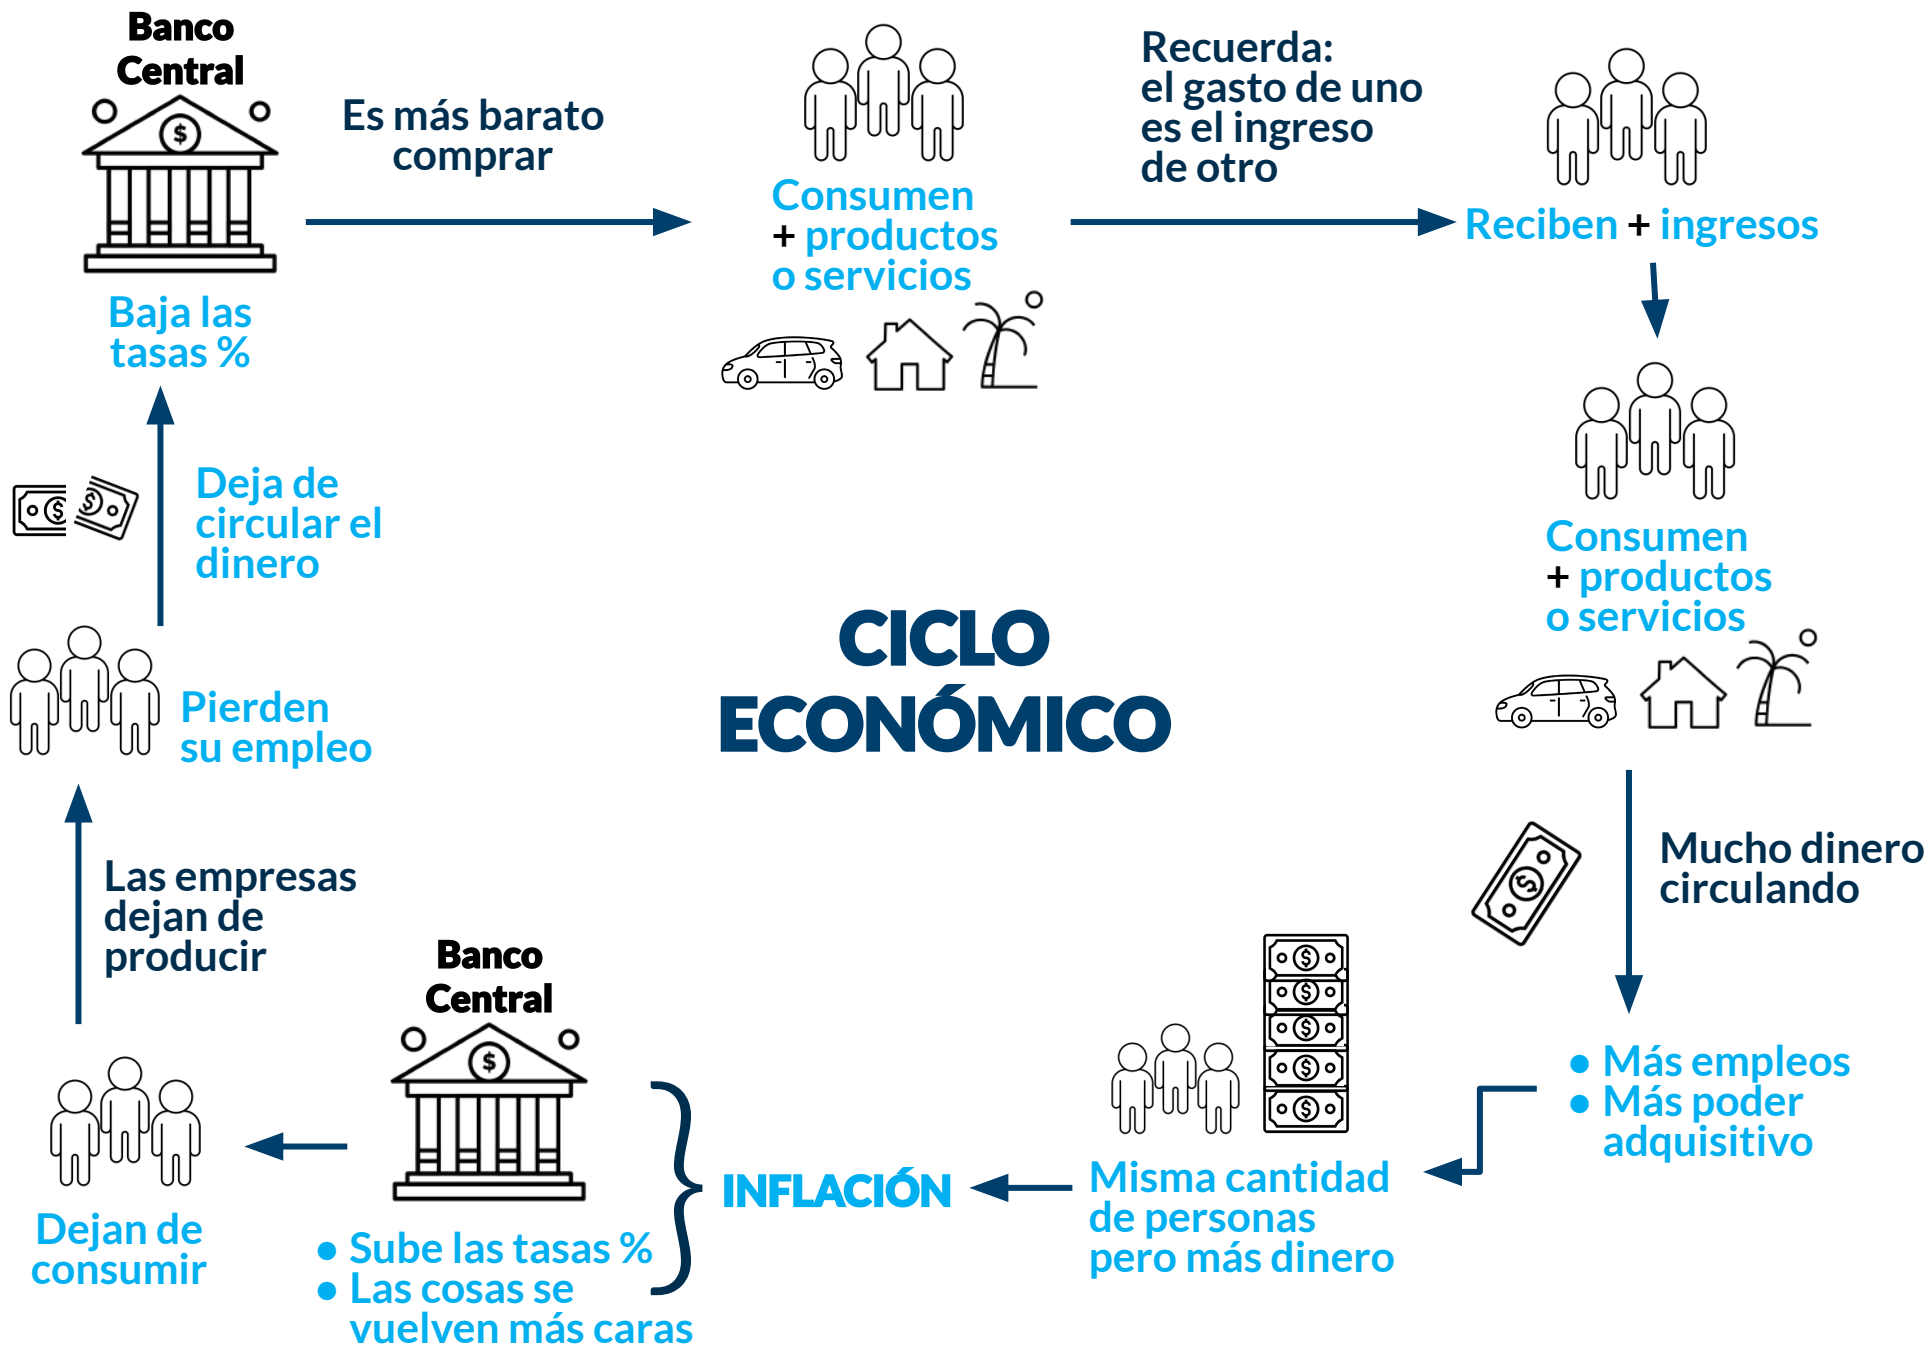 Banco
Central
Baja las
tasas %
Es más barato
comprar
Consumen
+ productos
o servicios
Recuerda:
el gasto de uno
es el ingreso
de otro
Reciben + ingresos
Consumen
+ productos
o servicios
Mucho dinero
circulando
• Más empleos
• Más poder
adquisitivo
Misma cantidad
de personas
pero más dinero
INFLACIÓN
Banco
Central
• Sube las tasas %
• Las cosas se
vuelven más caras
Dejan de
consumir
Las empresas
dejan de
producir
Pierden
su empleo
Deja de
circular el
dinero
CICLO
ECONÓMICO